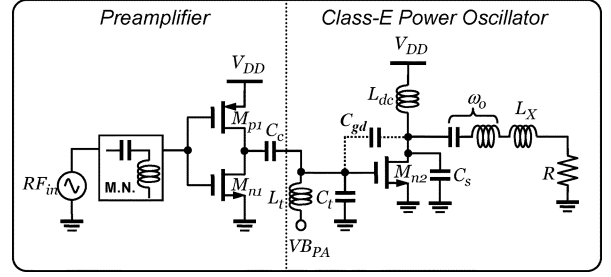 Preamplifier
Class-E Power Oscillator
V_DD
V_DD
L_dc
ω_o
L_X
M_p1
C_c
C_gd
M.N.
RF_in
M_n1
L_t
C_t
M_n2
C_s
R
VB_PA